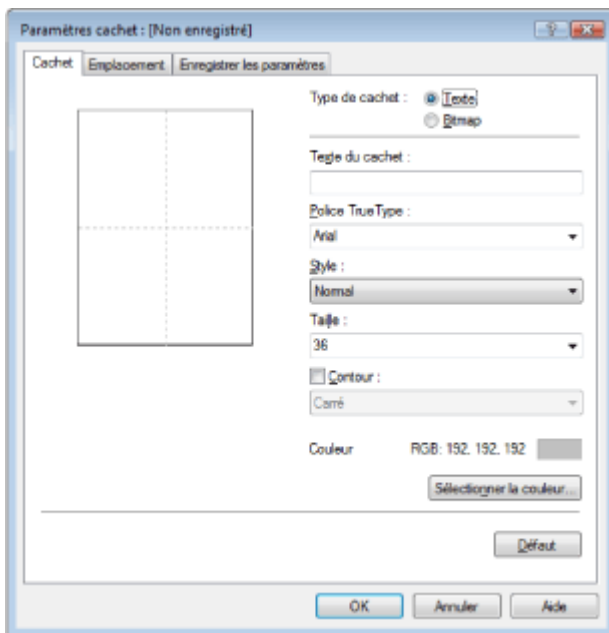 Paramètres cachet : [Non enregistré]
Cachet Emplacement Enregistrer les paramètres
Type de cachet : Texte
Bitmap
Texte du cachet :
Police TrueType :
Arial
Style :
Normal
Taille :
36
Contour :
Carré
Couleur RGB: 192, 192, 192
Sélectionner la couleur...
Défaut
OK Annuler Aide